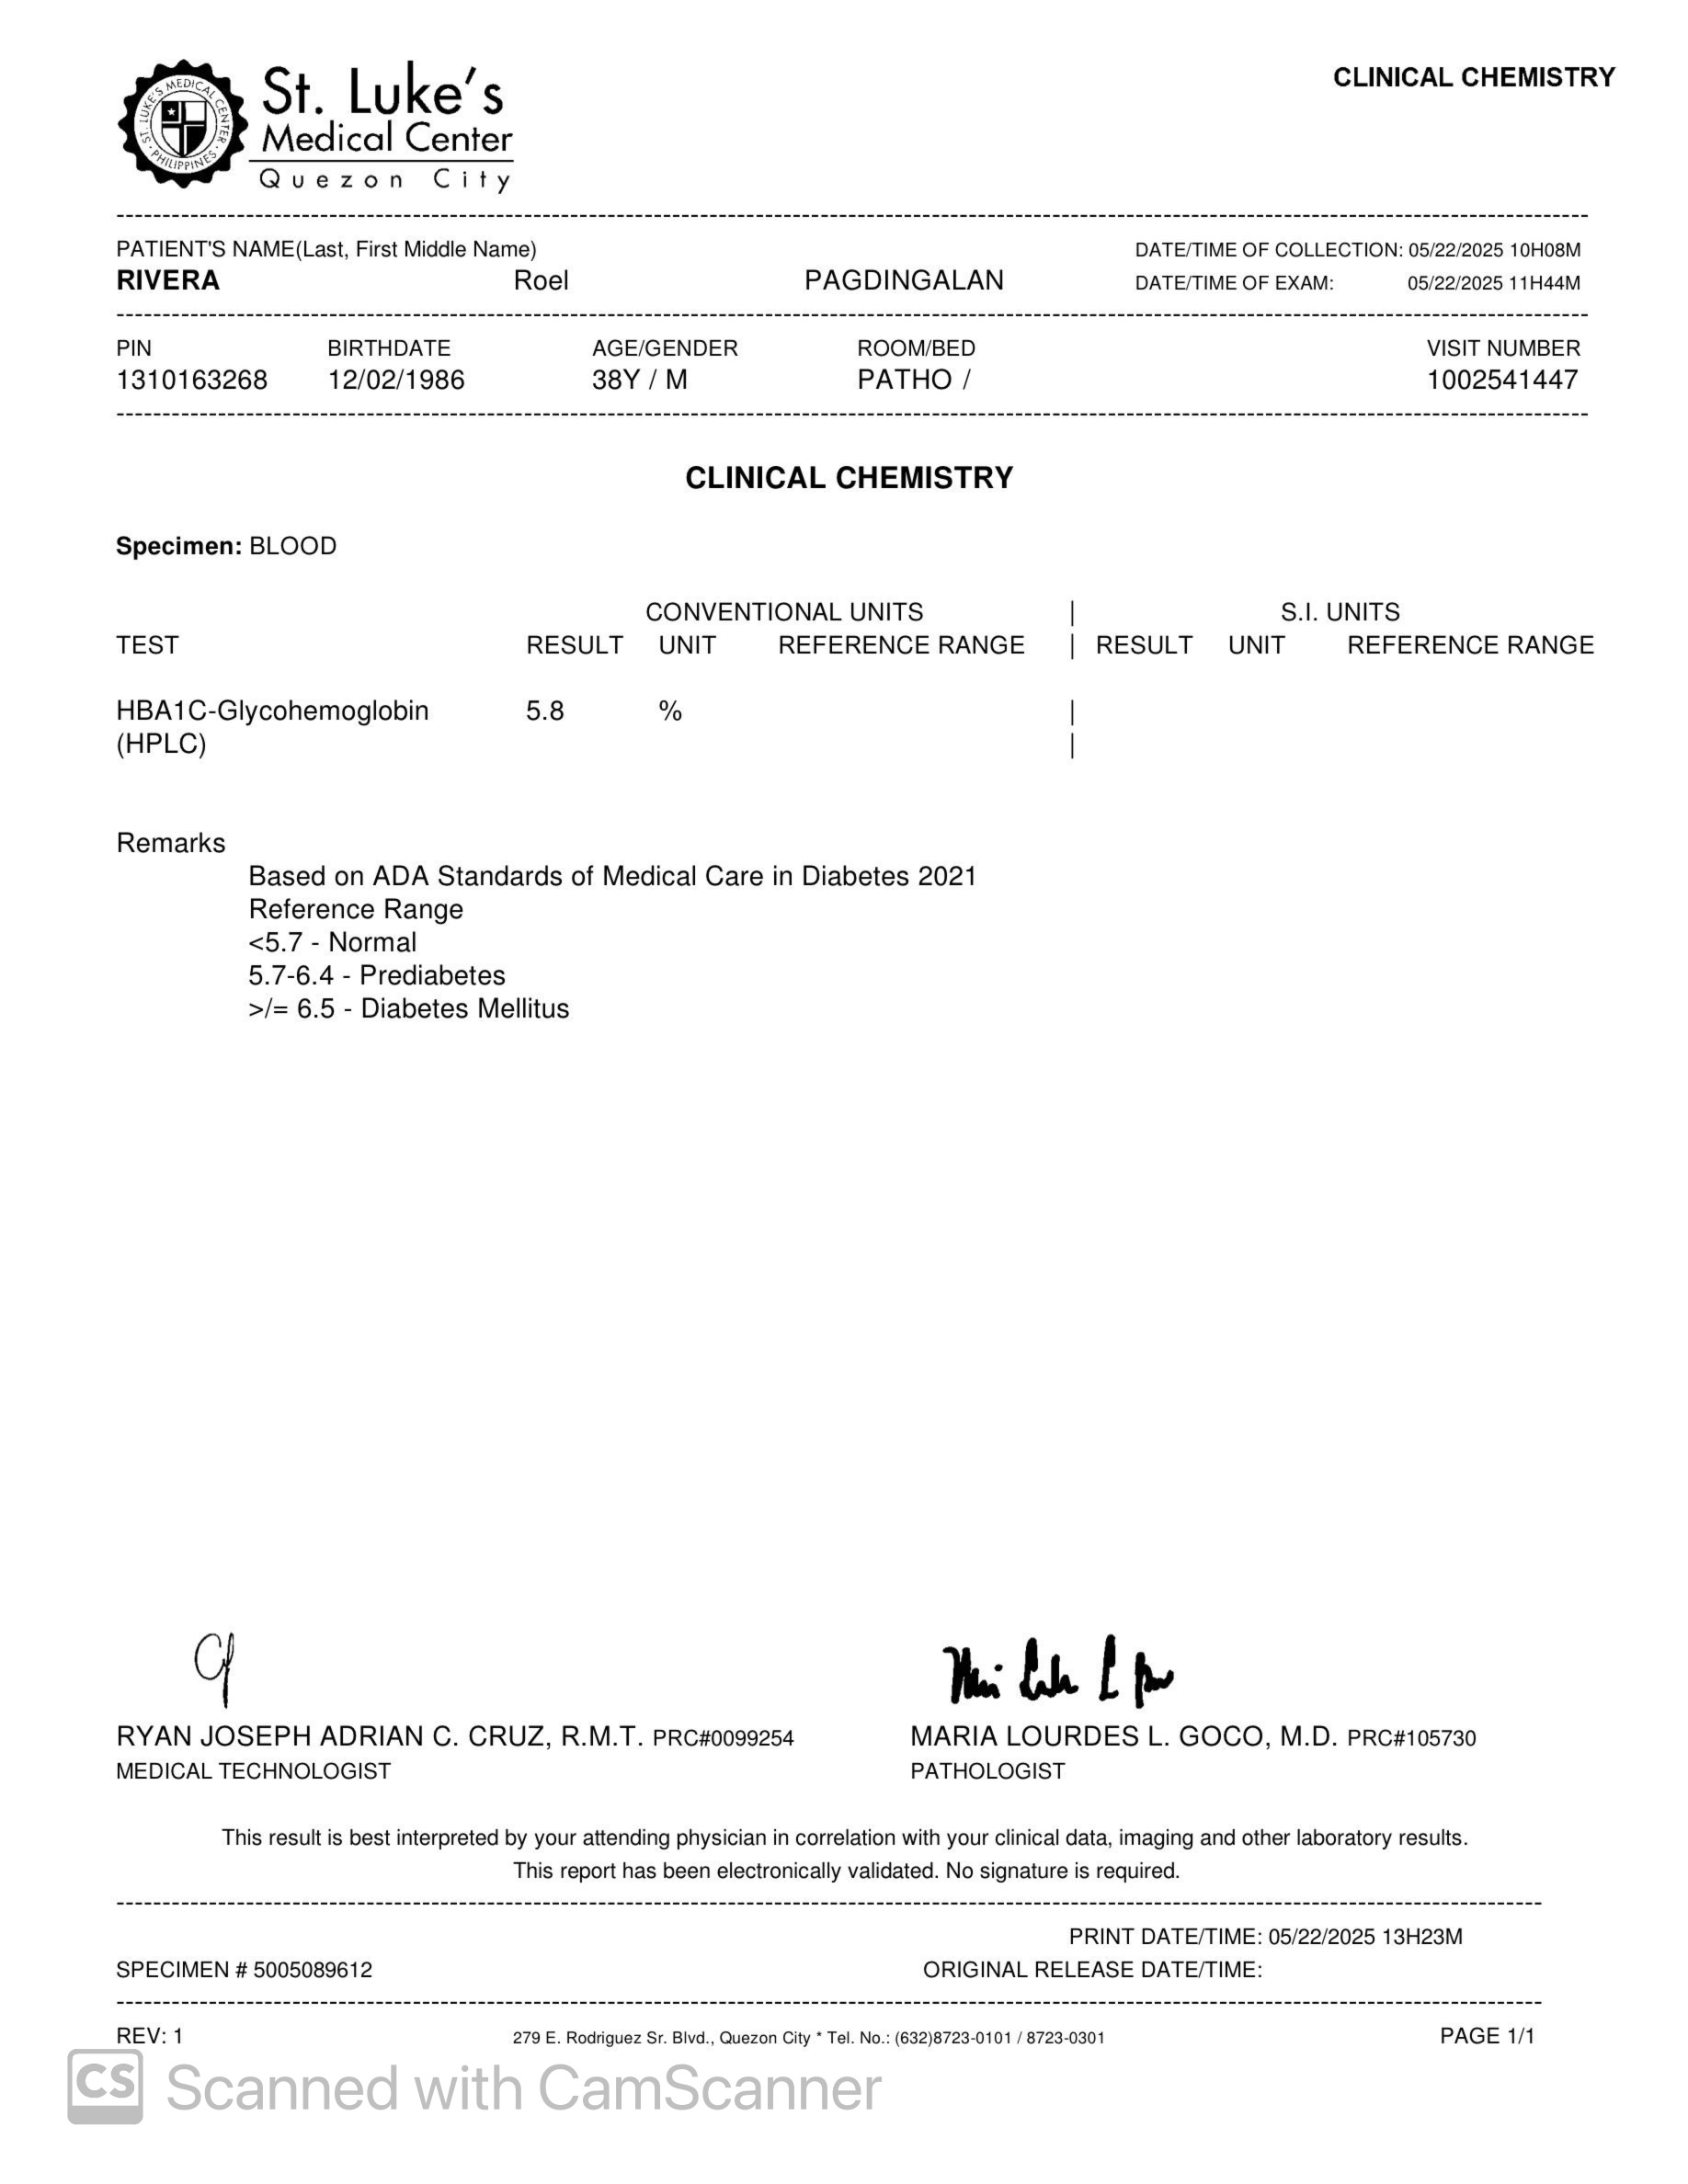 CLINICAL CHEMISTRY
ST. LUKE'S MEDICAL CENTER · PHILIPPINES ·
St. Luke's
Medical Center
Quezon City
PATIENT'S NAME(Last, First Middle Name) DATE/TIME OF COLLECTION: 05/22/2025 10H08M
RIVERA Roel PAGDINGALAN DATE/TIME OF EXAM: 05/22/2025 11H44M
PIN BIRTHDATE AGE/GENDER ROOM/BED VISIT NUMBER
1310163268 12/02/1986 38Y / M PATHO / 1002541447
CLINICAL CHEMISTRY
Specimen: BLOOD
CONVENTIONAL UNITS | S.I. UNITS
TEST RESULT UNIT REFERENCE RANGE | RESULT UNIT REFERENCE RANGE
HBA1C-Glycohemoglobin 5.8 % |
(HPLC) |
Remarks
Based on ADA Standards of Medical Care in Diabetes 2021
Reference Range
<5.7 - Normal
5.7-6.4 - Prediabetes
>/= 6.5 - Diabetes Mellitus
RYAN JOSEPH ADRIAN C. CRUZ, R.M.T. PRC#0099254 MARIA LOURDES L. GOCO, M.D. PRC#105730
MEDICAL TECHNOLOGIST PATHOLOGIST
This result is best interpreted by your attending physician in correlation with your clinical data, imaging and other laboratory results.
This report has been electronically validated. No signature is required.
PRINT DATE/TIME: 05/22/2025 13H23M
SPECIMEN # 5005089612 ORIGINAL RELEASE DATE/TIME:
REV: 1 279 E. Rodriguez Sr. Blvd., Quezon City * Tel. No.: (632)8723-0101 / 8723-0301 PAGE 1/1
CS Scanned with CamScanner